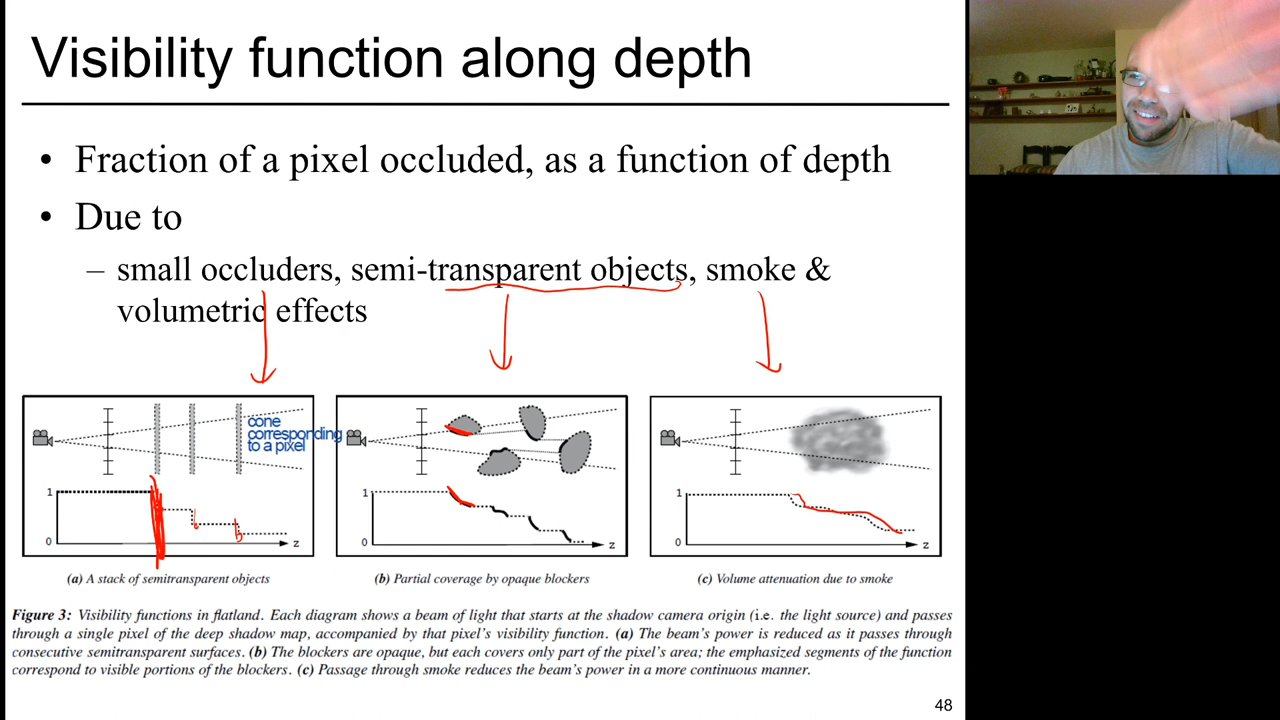 Visibility function along depth
• Fraction of a pixel occluded, as a function of depth
• Due to
– small occluders, semi-transparent objects, smoke &
volumetric effects
cone
corresponding
to a pixel
1
0
z
1
0
z
1
0
z
(a) A stack of semitransparent objects
(b) Partial coverage by opaque blockers
(c) Volume attenuation due to smoke
Figure 3: Visibility functions in flatland. Each diagram shows a beam of light that starts at the shadow camera origin (i.e. the light source) and passes
through a single pixel of the deep shadow map, accompanied by that pixel's visibility function. (a) The beam's power is reduced as it passes through
consecutive semitransparent surfaces. (b) The blockers are opaque, but each covers only part of the pixel's area; the emphasized segments of the function
correspond to visible portions of the blockers. (c) Passage through smoke reduces the beam's power in a more continuous manner.
48